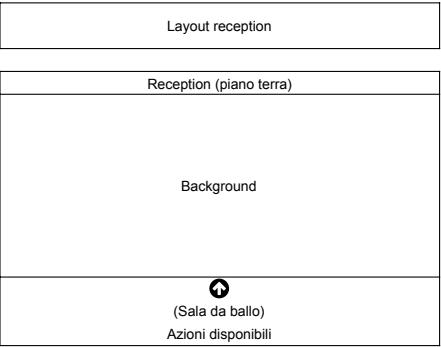 Layout reception
Reception (piano terra)
Background
(Sala da ballo)
Azioni disponibili